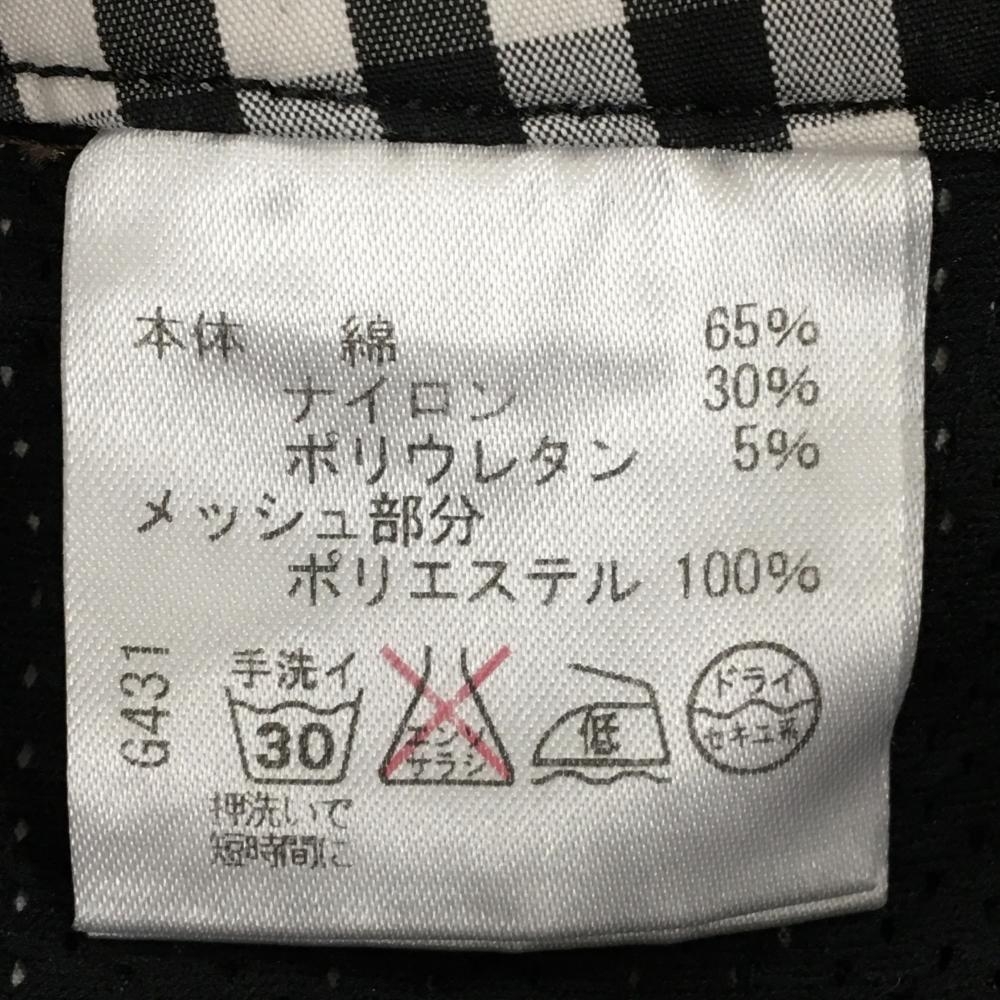 本体 綿 65%
ナイロン 30%
ポリウレタン 5%
メッシュ部分
ポリエステル 100%
G431
手洗イ
30
押洗いで
短時間に
エンソ
サラシ
低
ドライ
セキユ系